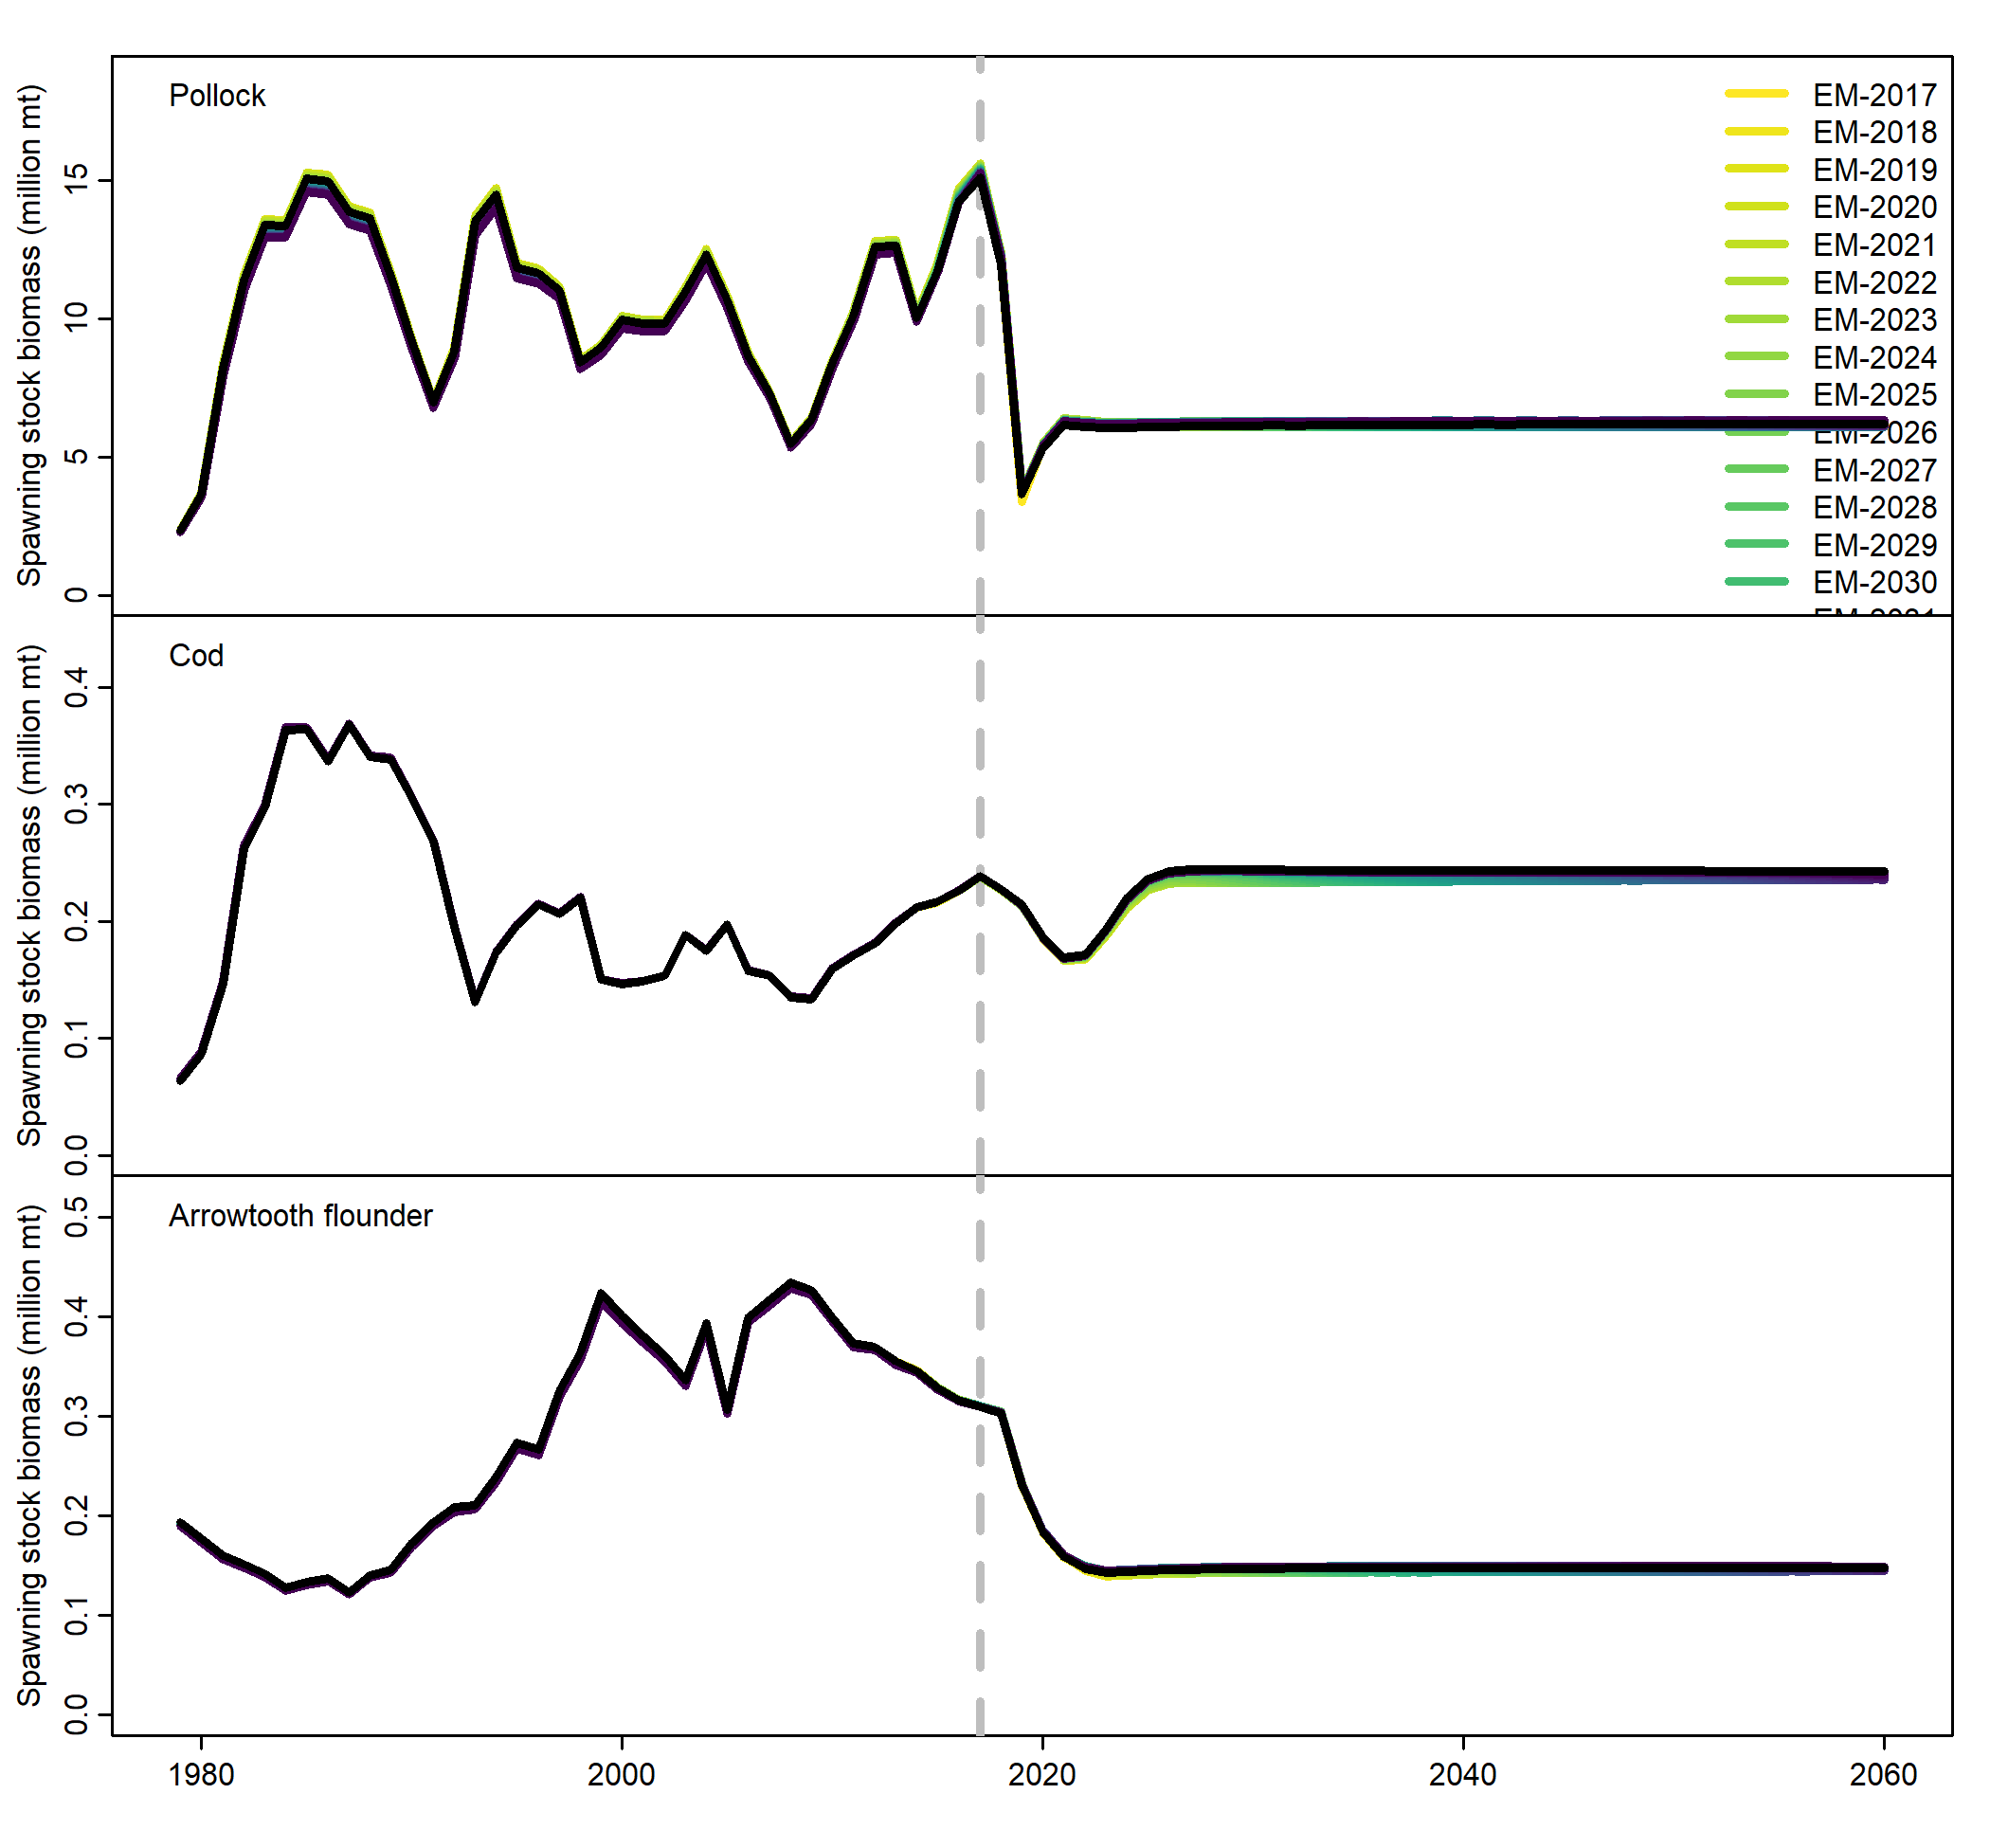 Pollock
Spawning stock biomass (million mt)
15
10
5
0
EM-2017
EM-2018
EM-2019
EM-2020
EM-2021
EM-2022
EM-2023
EM-2024
EM-2025
EM-2026
EM-2027
EM-2028
EM-2029
EM-2030
Cod
Spawning stock biomass (million mt)
0.4
0.3
0.2
0.1
0.0
Arrowtooth flounder
Spawning stock biomass (million mt)
0.5
0.4
0.3
0.2
0.1
0.0
1980 2000 2020 2040 2060